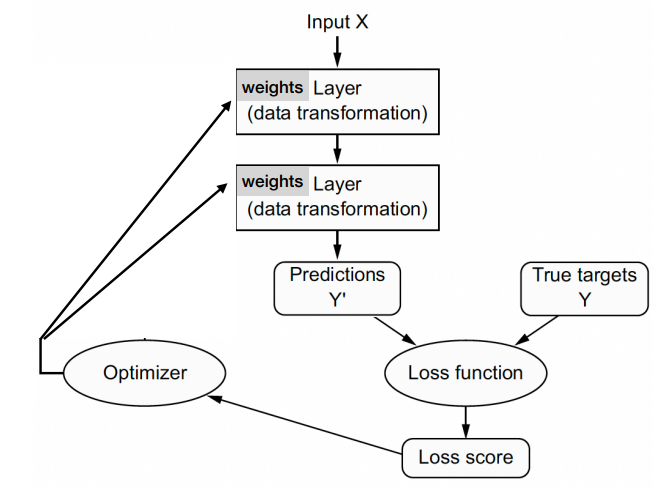 Input X
weights Layer
(data transformation)
weights Layer
(data transformation)
Predictions
Y'
True targets
Y
Optimizer
Loss function
Loss score